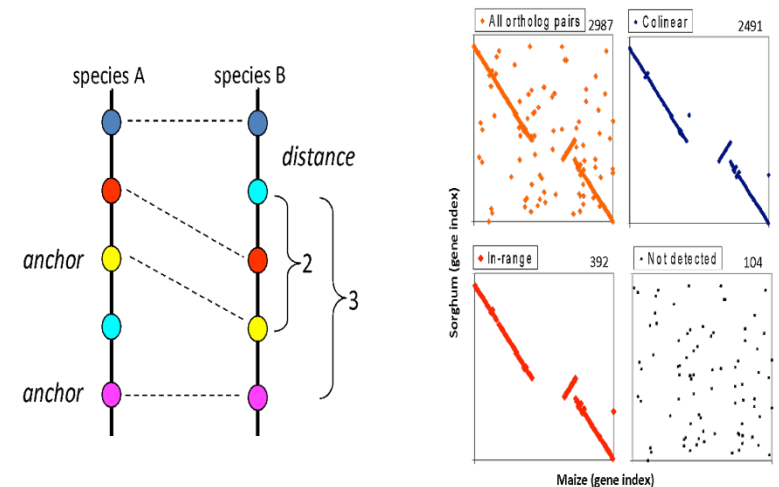 species A
species B
distance
anchor
2
3
anchor
All ortholog pairs
2987
Colinear
2491
In-range
392
Not detected
104
Sorghum (gene index)
Maize (gene index)